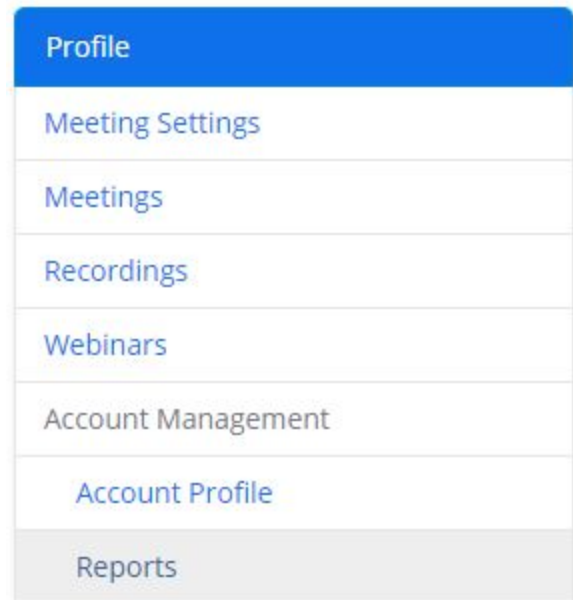 Profile
Meeting Settings
Meetings
Recordings
Webinars
Account Management
Account Profile
Reports